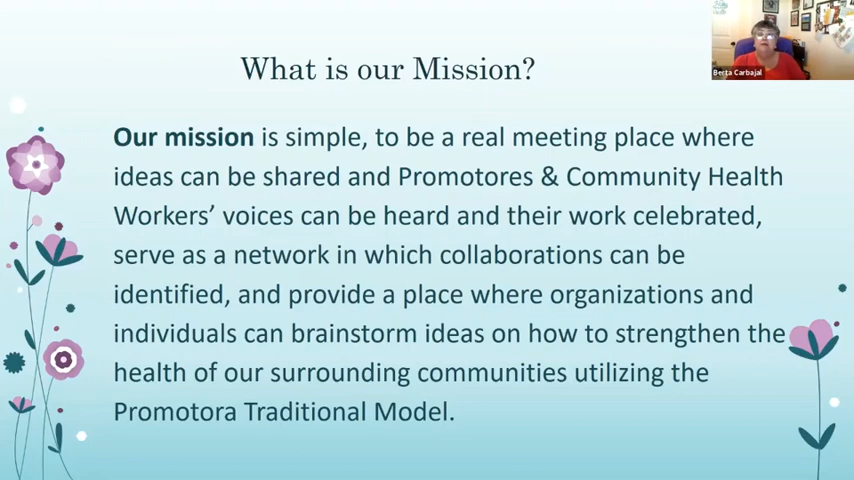 What is our Mission?
Berta Carbajal
Our mission is simple, to be a real meeting place where
ideas can be shared and Promotores & Community Health
Workers’ voices can be heard and their work celebrated,
serve as a network in which collaborations can be
identified, and provide a place where organizations and
individuals can brainstorm ideas on how to strengthen the
health of our surrounding communities utilizing the
Promotora Traditional Model.